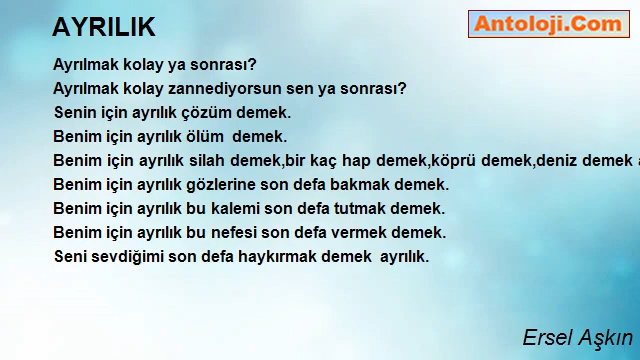 AYRILIK
Antoloji.Com
Ayrılmak kolay ya sonrası?
Ayrılmak kolay zannediyorsun sen ya sonrası?
Senin için ayrılık çözüm demek.
Benim için ayrılık ölüm  demek.
Benim için ayrılık silah demek,bir kaç hap demek,köprü demek,deniz demek
Benim için ayrılık gözlerine son defa bakmak demek.
Benim için ayrılık bu kalemi son defa tutmak demek.
Benim için ayrılık bu nefesi son defa vermek demek.
Seni sevdiğimi son defa haykırmak demek  ayrılık.
Ersel Aşkın